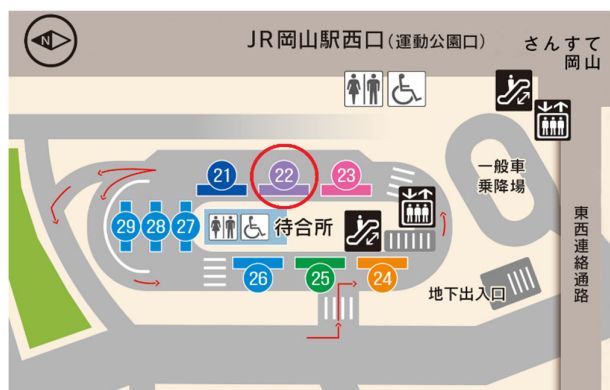 N
JR岡山駅西口(運動公園口)
さんすて
岡山
21
22
23
一般車
乗降場
29
28
27
待合所
26
25
24
地下出入口
東西連絡通路